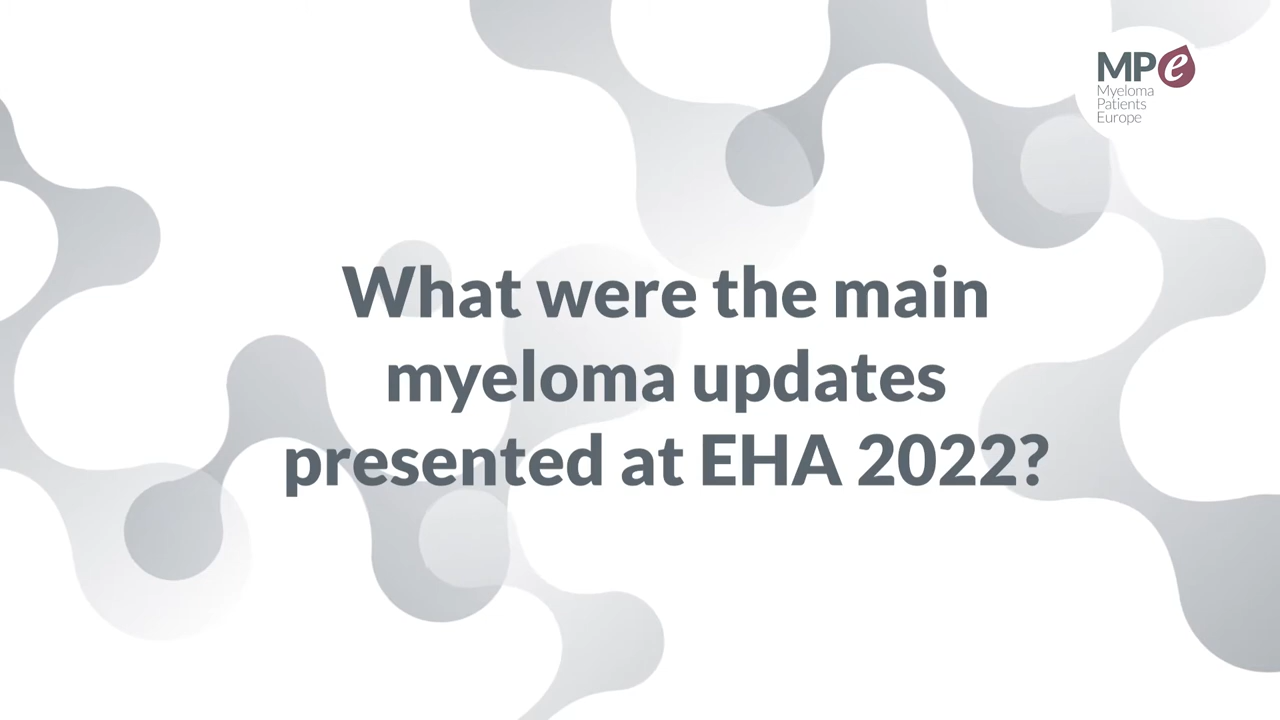 MPe
Myeloma
Patients
Europe
What were the main
myeloma updates
presented at EHA 2022?